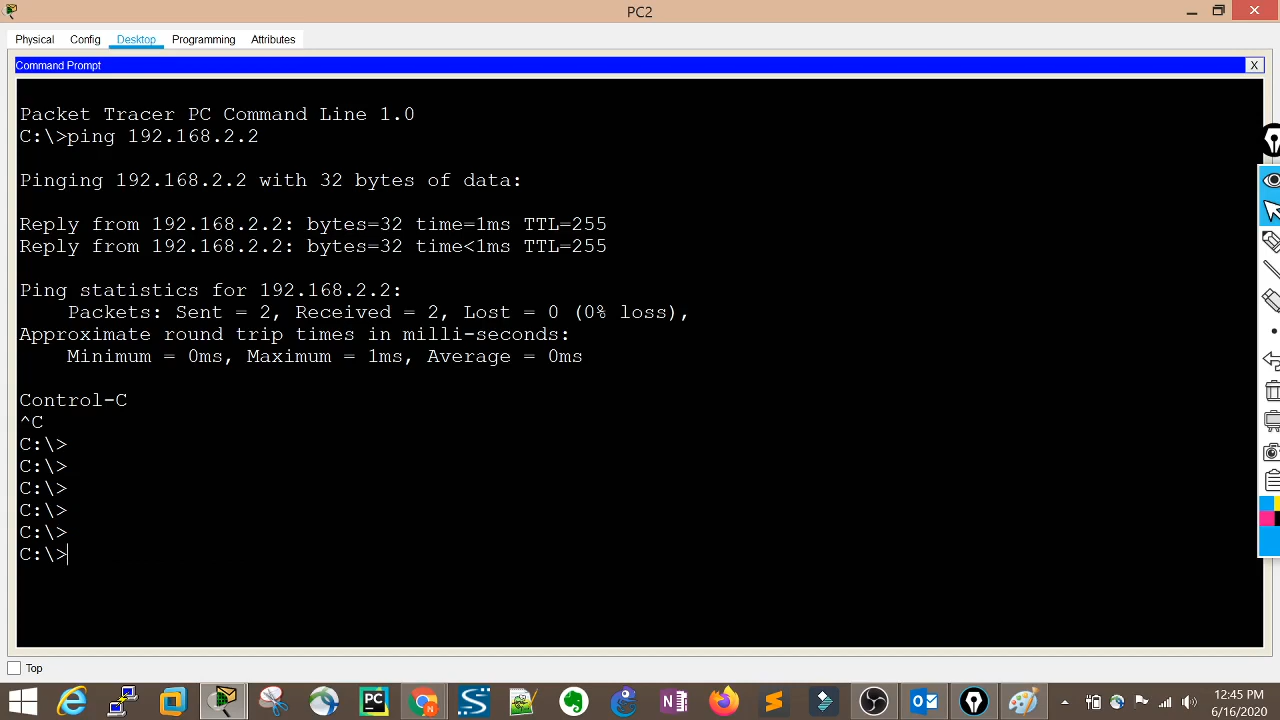 PC2
Physical Config Desktop Programming Attributes
Command Prompt X
Packet Tracer PC Command Line 1.0
C:\>ping 192.168.2.2
Pinging 192.168.2.2 with 32 bytes of data:
Reply from 192.168.2.2: bytes=32 time=1ms TTL=255
Reply from 192.168.2.2: bytes=32 time<1ms TTL=255
Ping statistics for 192.168.2.2:
Packets: Sent = 2, Received = 2, Lost = 0 (0% loss),
Approximate round trip times in milli-seconds:
Minimum = 0ms, Maximum = 1ms, Average = 0ms
Control-C
^C
C:\>
C:\>
C:\>
C:\>
C:\>
C:\>
Top
12:45 PM
6/16/2020